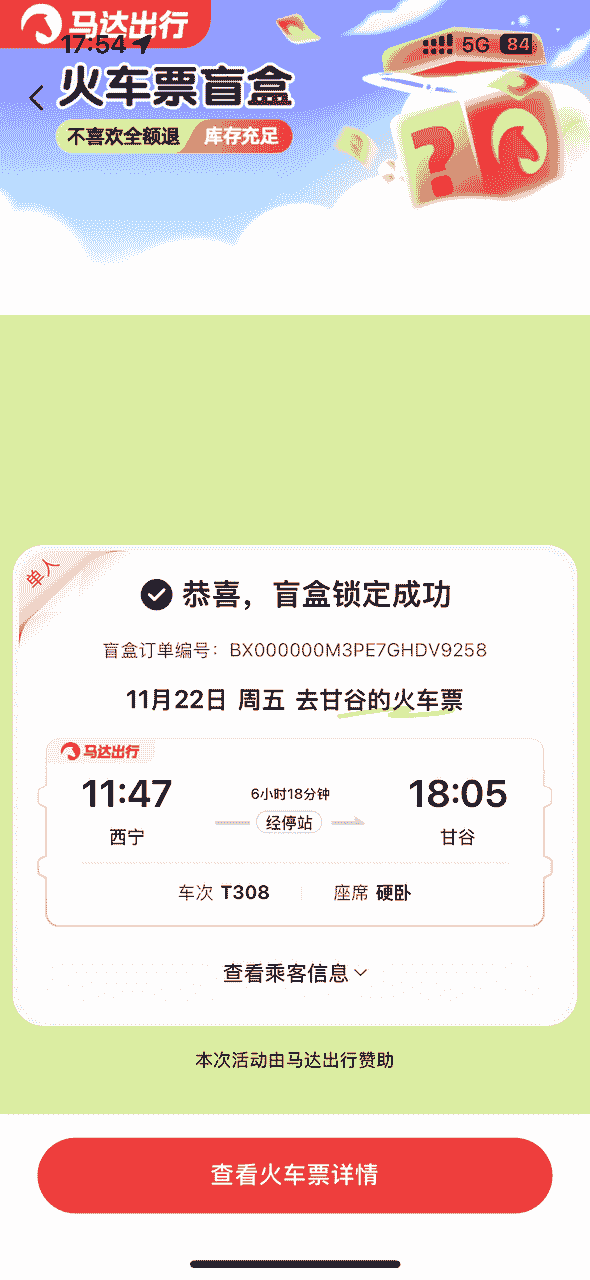 马达出行
17:54
5G 84
火车票盲盒
不喜欢全额退 库存充足
?
单人
恭喜，盲盒锁定成功
盲盒订单编号：BX000000M3PE7GHDV9258
11月22日 周五 去甘谷的火车票
马达出行
11:47 6小时18分钟 18:05
西宁 经停站 甘谷
车次 T308 座席 硬卧
查看乘客信息
本次活动由马达出行赞助
查看火车票详情